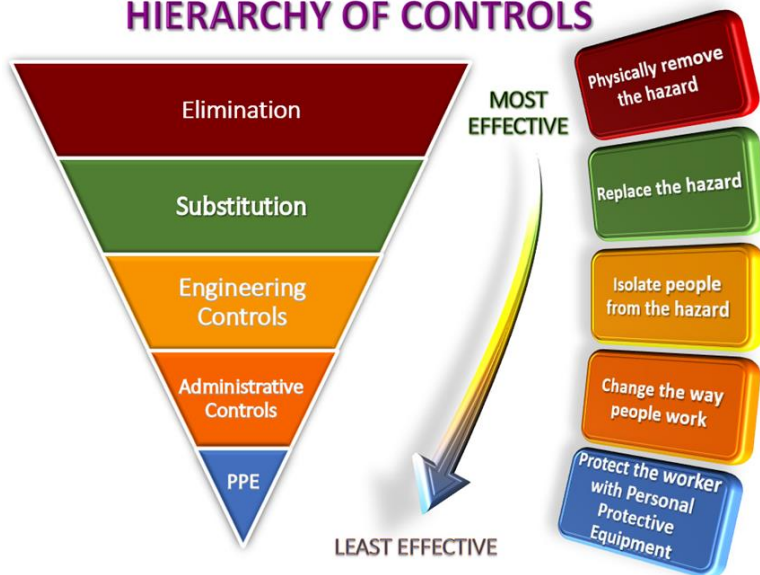 HIERARCHY OF CONTROLS
Elimination
Substitution
Engineering
Controls
Administrative
Controls
PPE
MOST
EFFECTIVE
LEAST EFFECTIVE
Physically remove
the hazard
Replace the hazard
Isolate people
from the hazard
Change the way
people work
Protect the worker
with Personal
Protective
Equipment